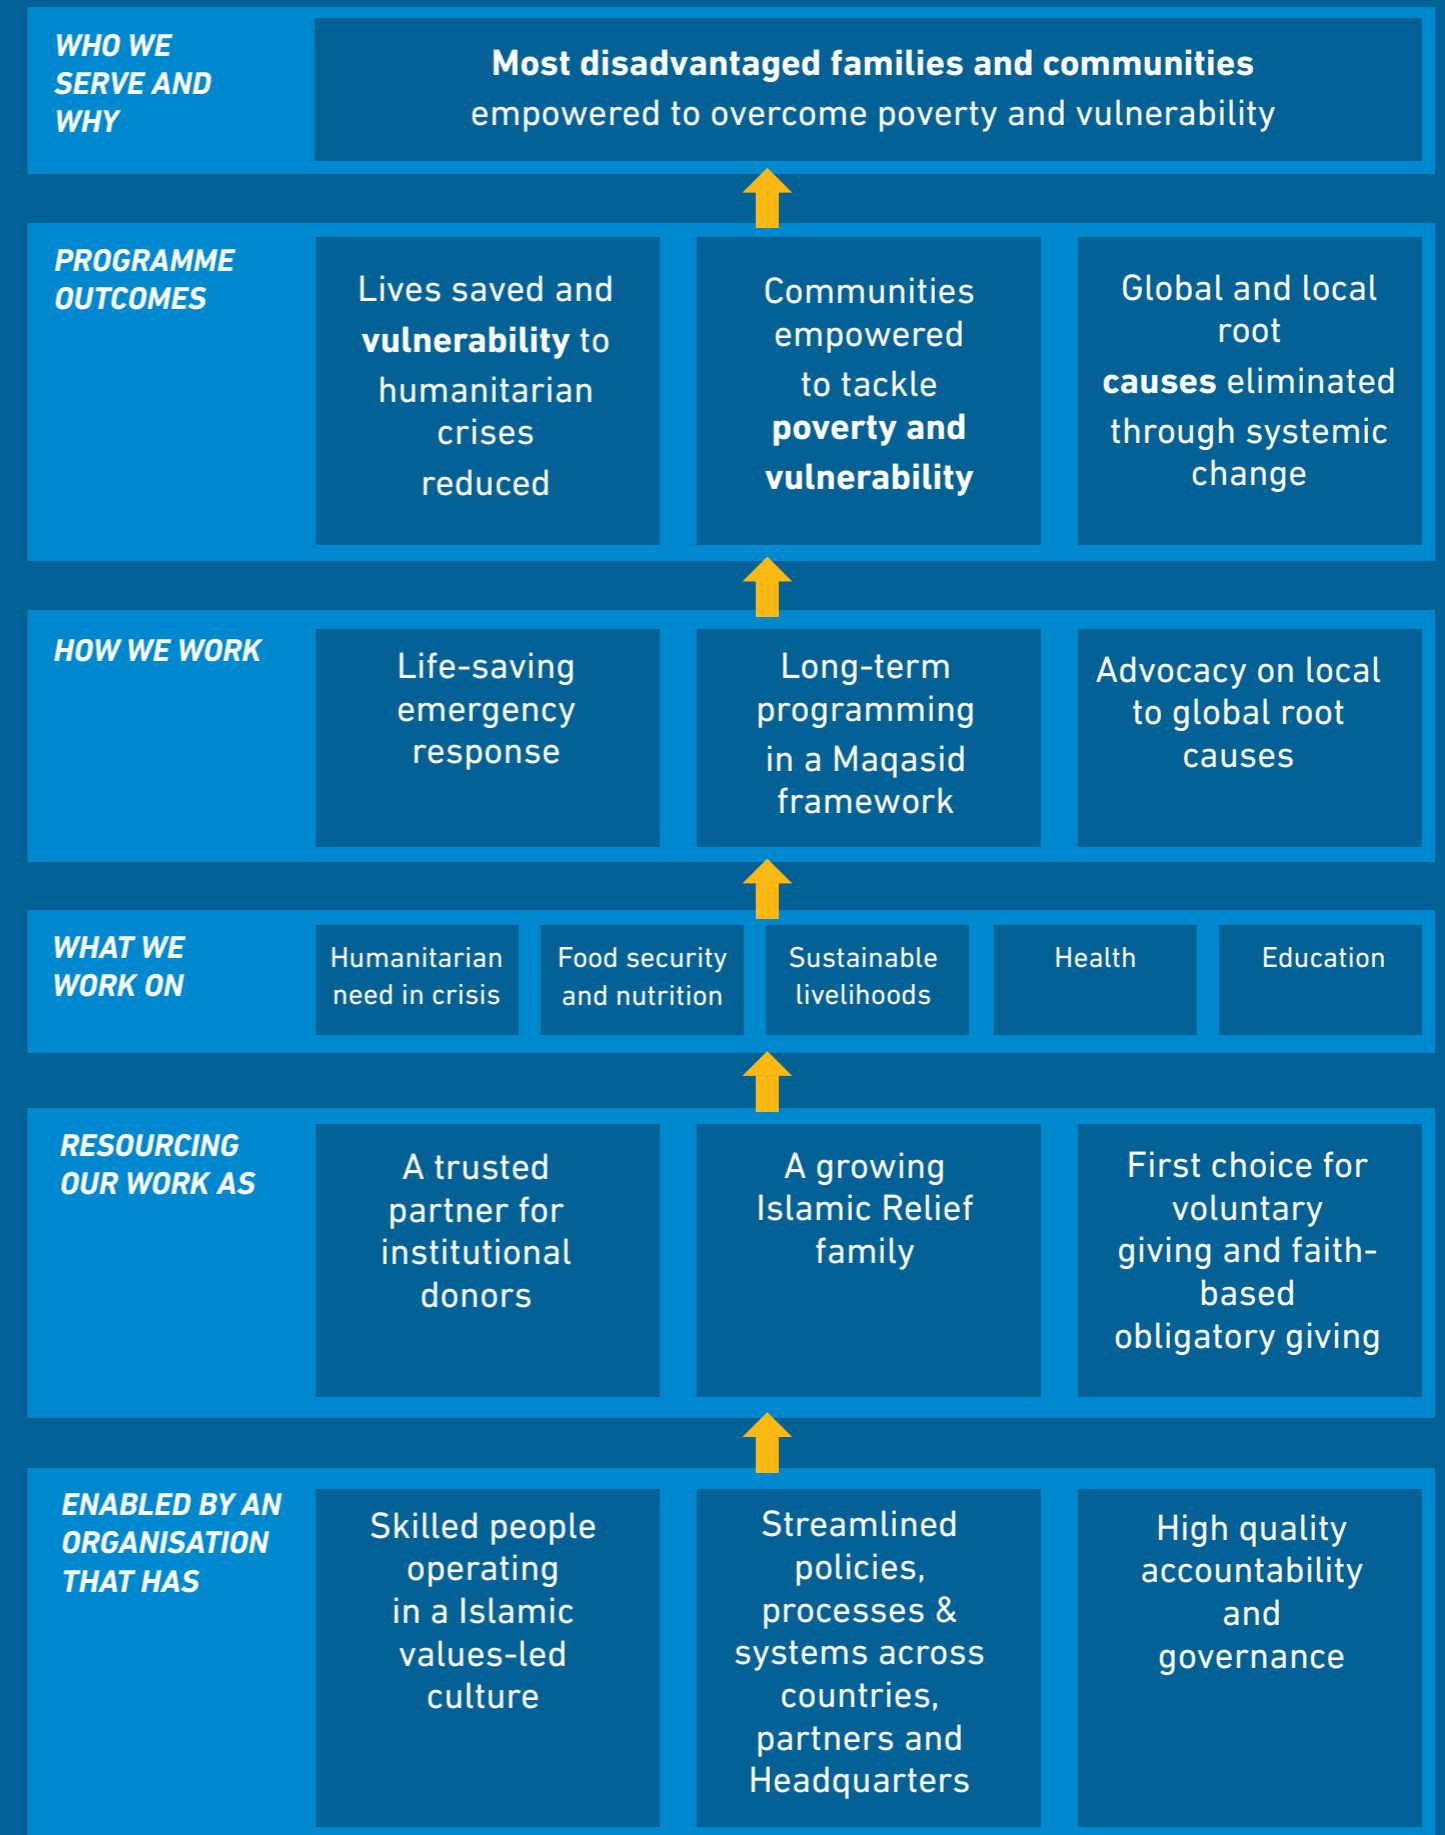 WHO WE
SERVE AND
WHY
Most disadvantaged families and communities
empowered to overcome poverty and vulnerability
PROGRAMME
OUTCOMES
Lives saved and
vulnerability to
humanitarian
crises
reduced
Communities
empowered
to tackle
poverty and
vulnerability
Global and local
root
causes eliminated
through systemic
change
HOW WE WORK
Life-saving
emergency
response
Long-term
programming
in a Maqasid
framework
Advocacy on local
to global root
causes
WHAT WE
WORK ON
Humanitarian
need in crisis
Food security
and nutrition
Sustainable
livelihoods
Health
Education
RESOURCING
OUR WORK AS
A trusted
partner for
institutional
donors
A growing
Islamic Relief
family
First choice for
voluntary
giving and faith-
based
obligatory giving
ENABLED BY AN
ORGANISATION
THAT HAS
Skilled people
operating
in a Islamic
values-led
culture
Streamlined
policies,
processes &
systems across
countries,
partners and
Headquarters
High quality
accountability
and
governance